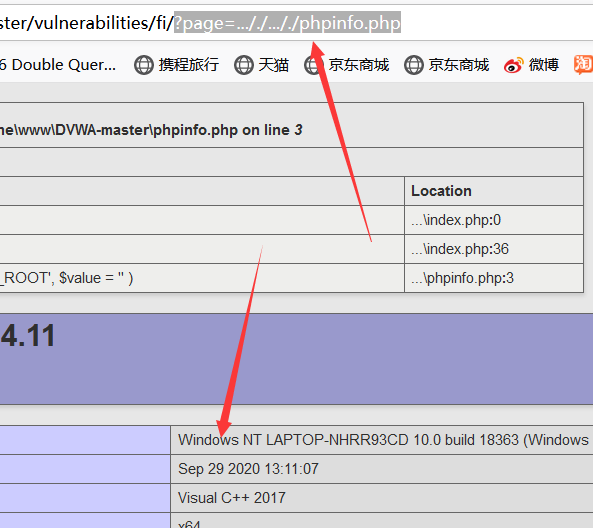 ster/vulnerabilities/fi/?page=..././..././phpinfo.php
6 Double Quer... 携程旅行 天猫 京东商城 京东商城 微博 淘
ne\www\DVWA-master\phpinfo.php on line 3
Location
...\index.php:0
...\index.php:36
_ROOT', $value = '' ) ...\phpinfo.php:3
4.11
Windows NT LAPTOP-NHRR93CD 10.0 build 18363 (Windows
Sep 29 2020 13:11:07
Visual C++ 2017
x64